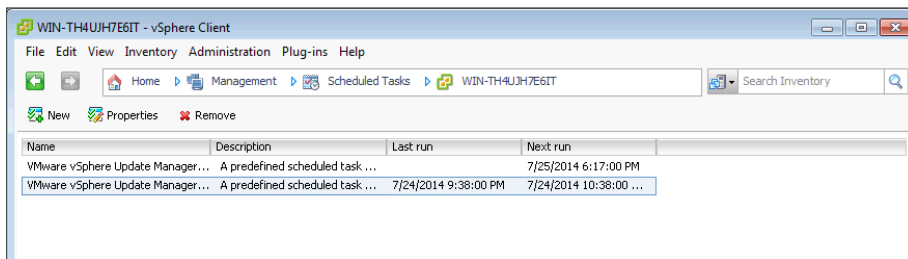 WIN-TH4UJH7E6IT - vSphere Client
File Edit View Inventory Administration Plug-ins Help
Home Management Scheduled Tasks WIN-TH4UJH7E6IT Search Inventory
New Properties Remove
Name Description Last run Next run
VMware vSphere Update Manager... A predefined scheduled task ... 7/25/2014 6:17:00 PM
VMware vSphere Update Manager... A predefined scheduled task ... 7/24/2014 9:38:00 PM 7/24/2014 10:38:00 ...